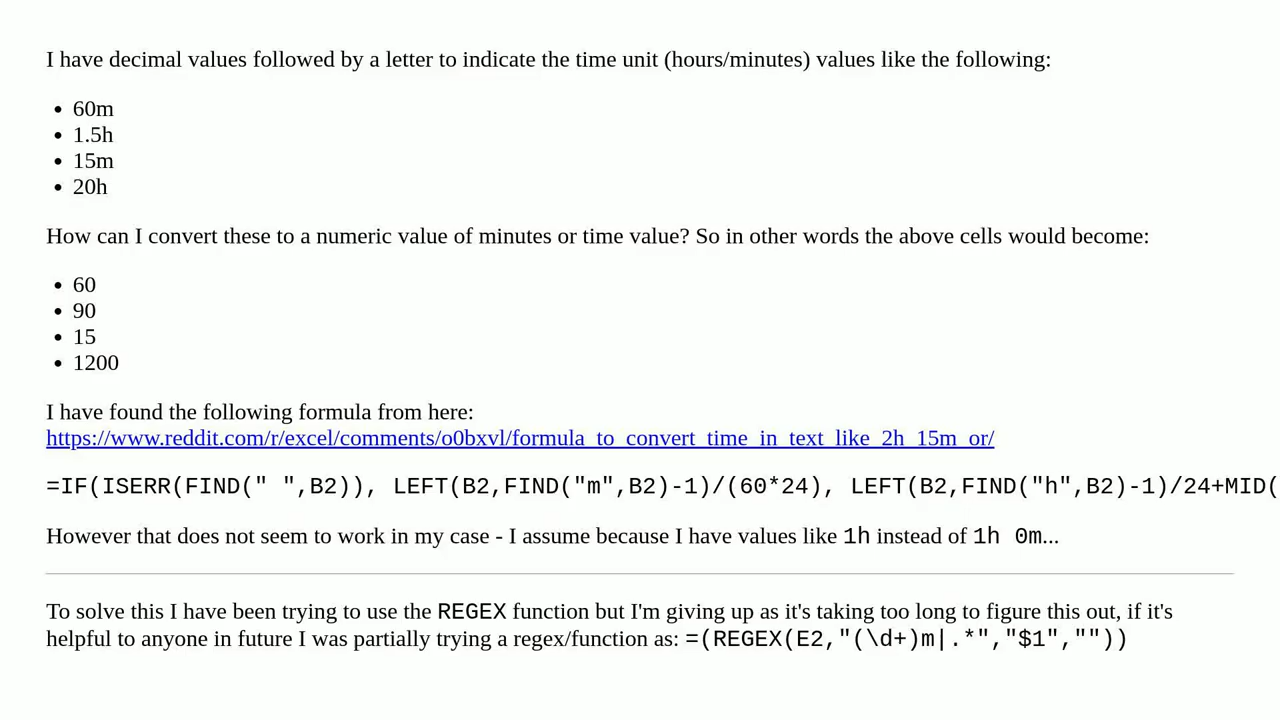 I have decimal values followed by a letter to indicate the time unit (hours/minutes) values like the following:
• 60m
• 1.5h
• 15m
• 20h
How can I convert these to a numeric value of minutes or time value? So in other words the above cells would become:
• 60
• 90
• 15
• 1200
I have found the following formula from here:
https://www.reddit.com/r/excel/comments/o0bxvl/formula_to_convert_time_in_text_like_2h_15m_or/
=IF(ISERR(FIND(" ",B2)), LEFT(B2,FIND("m",B2)-1)/(60*24), LEFT(B2,FIND("h",B2)-1)/24+MID(
However that does not seem to work in my case - I assume because I have values like 1h instead of 1h 0m...
To solve this I have been trying to use the REGEX function but I'm giving up as it's taking too long to figure this out, if it's
helpful to anyone in future I was partially trying a regex/function as: =(REGEX(E2,"(\d+)m|.*","$1",""))